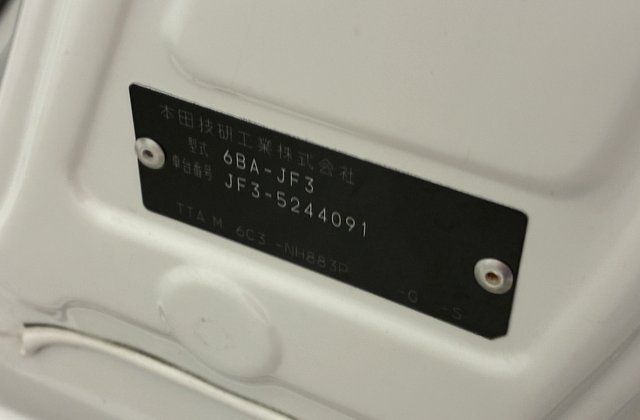 本田技研工業株式会社
型式 6BA-JF3
車台番号 JF3-5244091
TTA M 6C3 -NH883P -G -S